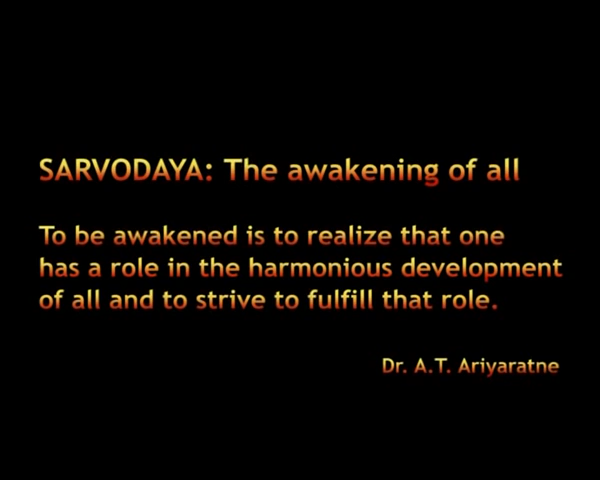 SARVODAYA: The awakening of all
To be awakened is to realize that one
has a role in the harmonious development
of all and to strive to fulfill that role.
Dr. A.T. Ariyaratne